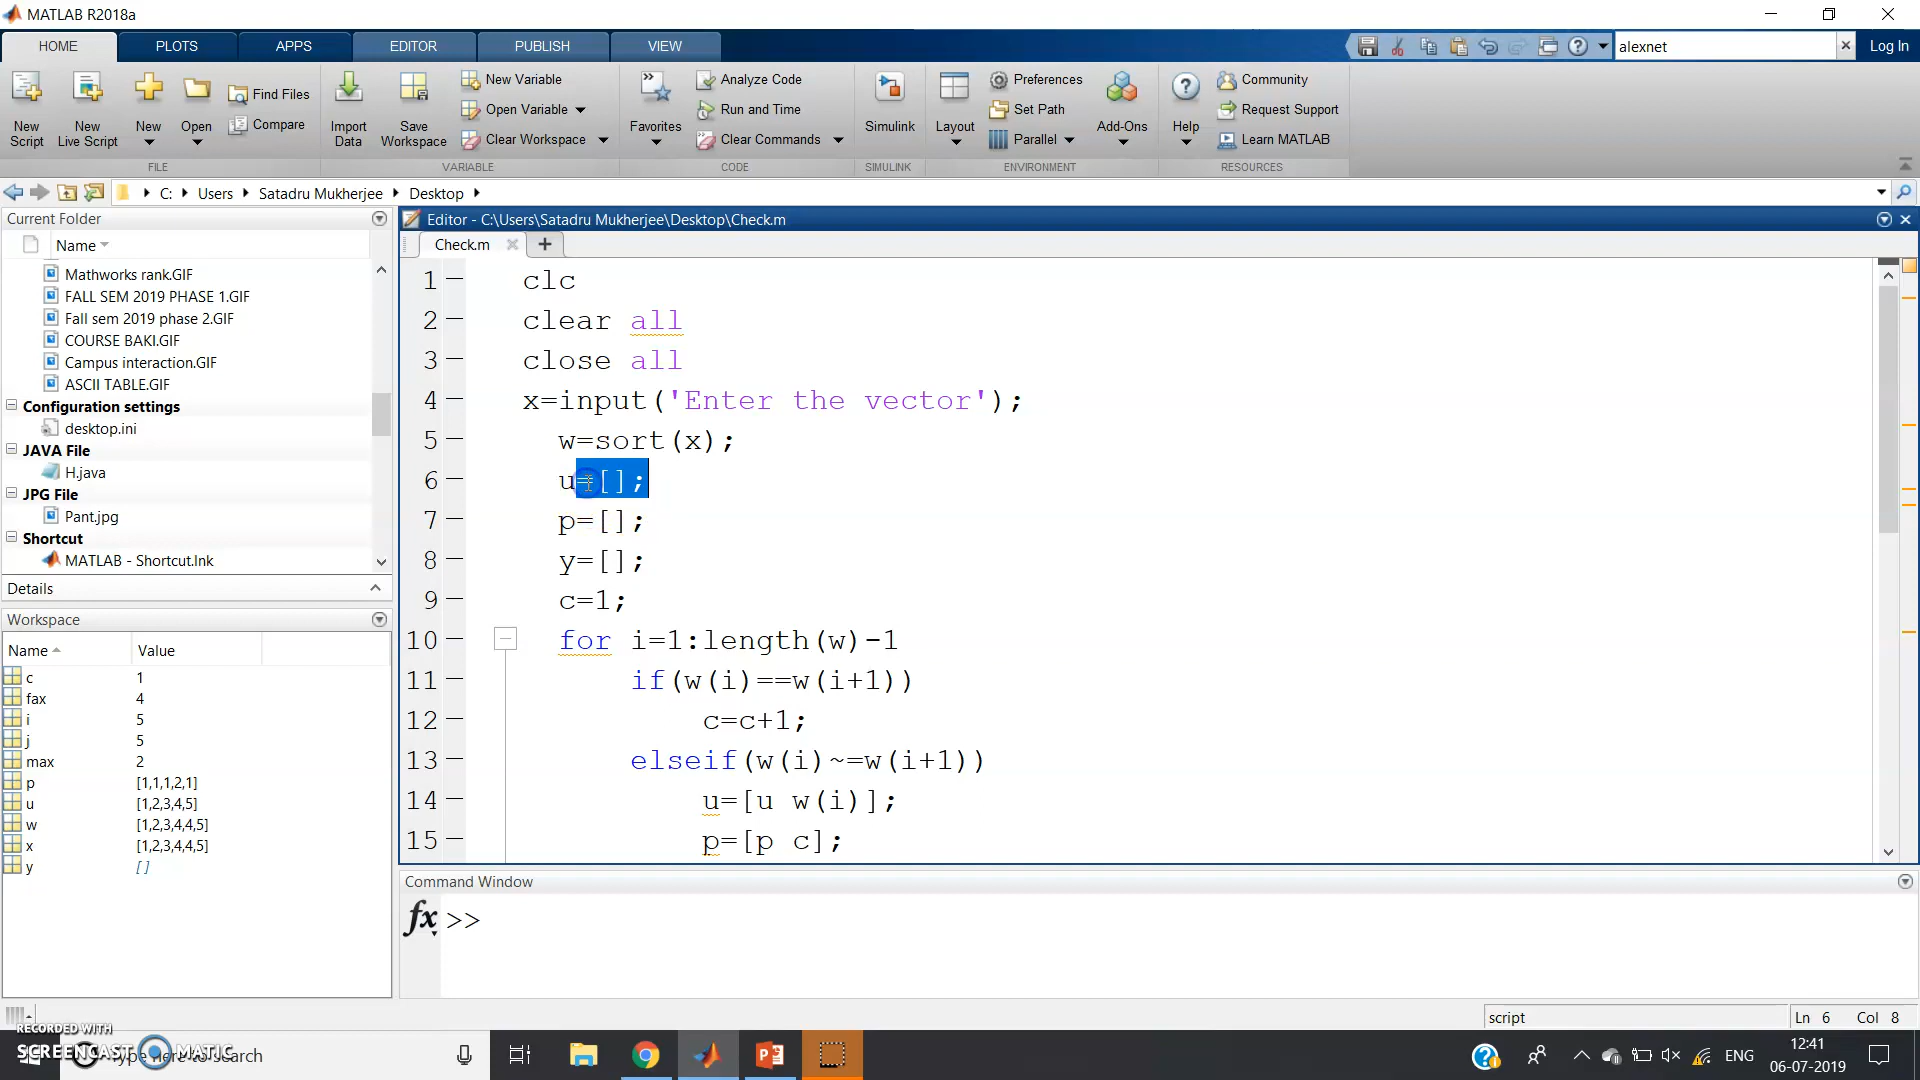 MATLAB R2018a
HOME
PLOTS
APPS
EDITOR
PUBLISH
VIEW
alexnet
Log In
New Script
New Live Script
New
Open
Find Files
Compare
FILE
Import Data
Save Workspace
New Variable
Open Variable
Clear Workspace
VARIABLE
Favorites
Analyze Code
Run and Time
Clear Commands
CODE
Simulink
SIMULINK
Layout
Preferences
Set Path
Parallel
Add-Ons
ENVIRONMENT
Help
Community
Request Support
Learn MATLAB
RESOURCES
C: Users Satadru Mukherjee Desktop
Current Folder
Name
Mathworks rank.GIF
FALL SEM 2019 PHASE 1.GIF
Fall sem 2019 phase 2.GIF
COURSE BAKI.GIF
Campus interaction.GIF
ASCII TABLE.GIF
Configuration settings
desktop.ini
JAVA File
H.java
JPG File
Pant.jpg
Shortcut
MATLAB - Shortcut.lnk
Details
Workspace
Name Value
c 1
fax 4
i 5
j 5
max 2
p [1,1,1,2,1]
u [1,2,3,4,5]
w [1,2,3,4,4,5]
x [1,2,3,4,4,5]
y []
Editor - C:\Users\Satadru Mukherjee\Desktop\Check.m
Check.m
1 clc
2 clear all
3 close all
4 x=input('Enter the vector');
5 w=sort(x);
6 u=[];
7 p=[];
8 y=[];
9 c=1;
10 for i=1:length(w)-1
11 if(w(i)==w(i+1))
12 c=c+1;
13 elseif(w(i)~=w(i+1))
14 u=[u w(i)];
15 p=[p c];
Command Window
fx >>
script
Ln 6 Col 8
RECORDED WITH
SCREENCAST MATIC
Type here to search
ENG
12:41
06-07-2019